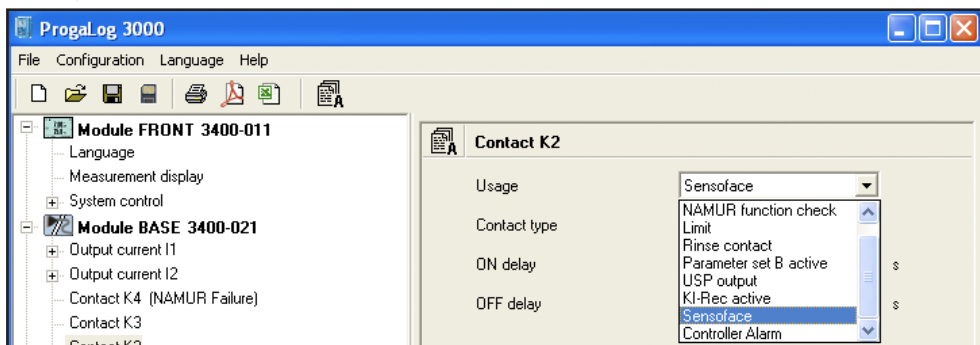 ProgaLog 3000
File Configuration Language Help
Module FRONT 3400-011
Language
Measurement display
System control
Module BASE 3400-021
Output current I1
Output current I2
Contact K4 (NAMUR Failure)
Contact K3
A Contact K2
Usage Sensoface
Contact type
ON delay s
OFF delay s
NAMUR function check
Limit
Rinse contact
Parameter set B active
USP output
KI-Rec active
Sensoface
Controller Alarm